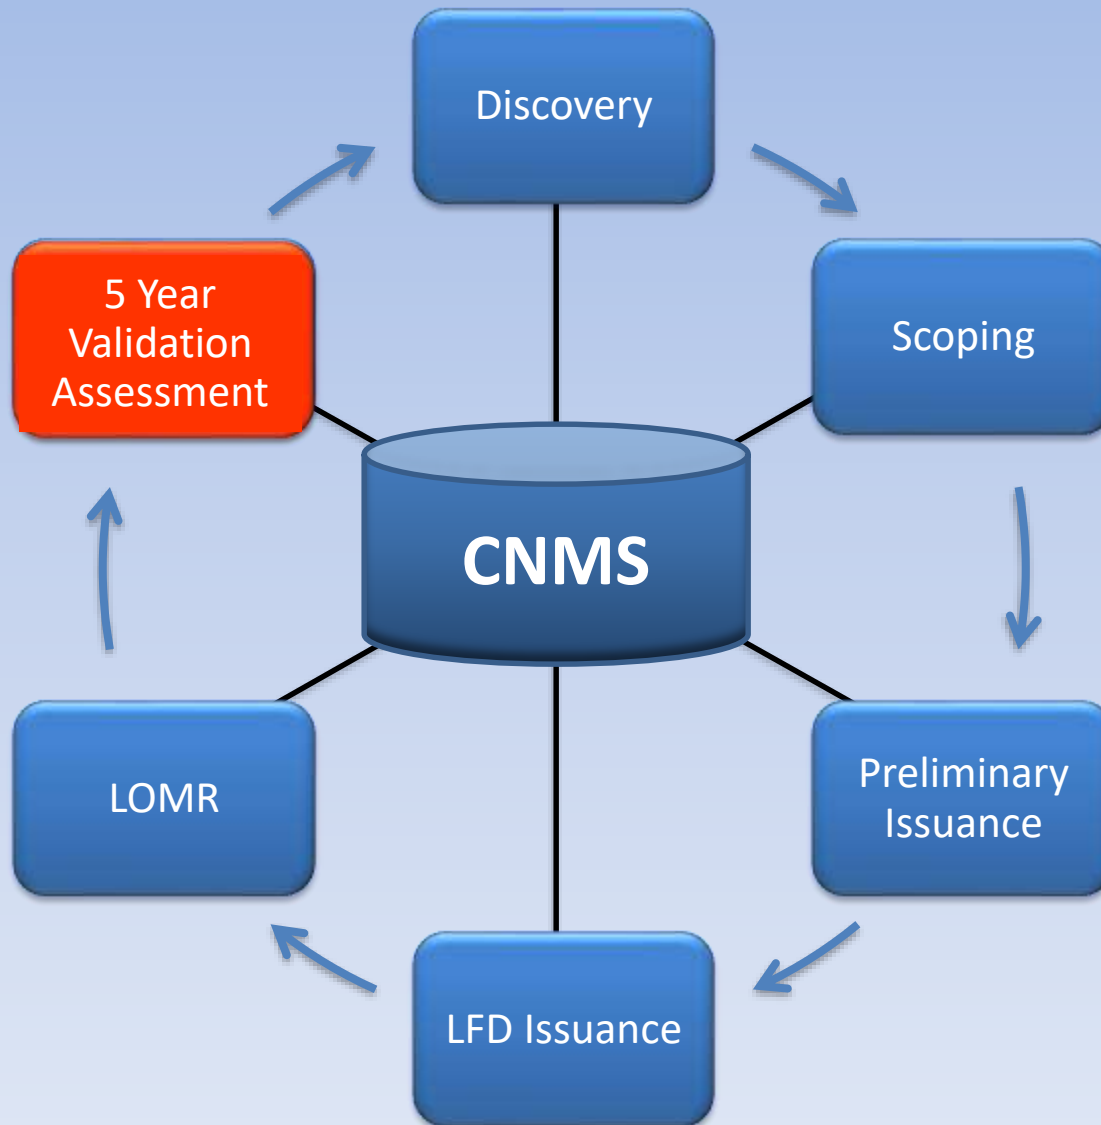 Discovery
5 Year
Validation
Assessment
Scoping
CNMS
LOMR
Preliminary
Issuance
LFD Issuance